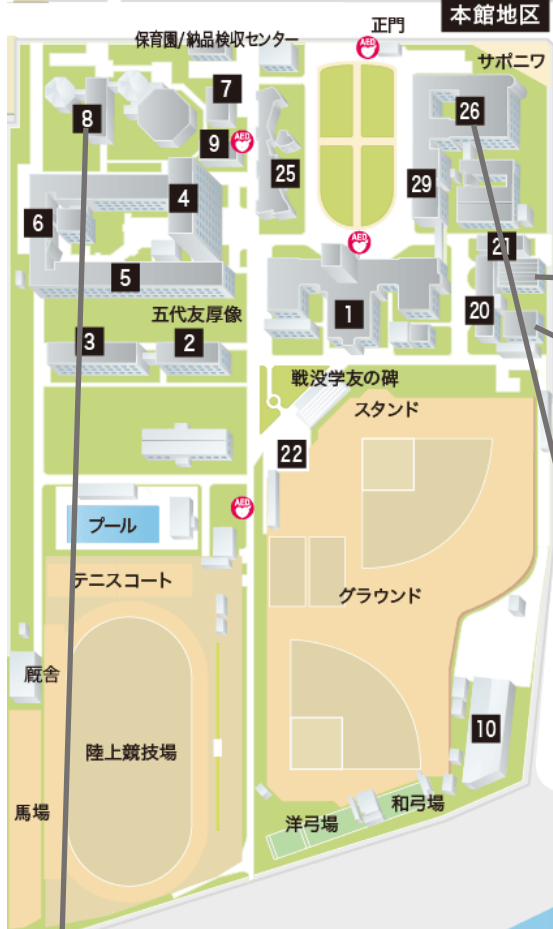 本館地区
正門
AED
保育園/納品検収センター
サポニワ
7
8
26
9
AED
25
29
4
6
AED
21
5
20
五代友厚像
1
3
2
戦没学友の碑
スタンド
22
AED
プール
テニスコート
グラウンド
厩舎
10
陸上競技場
馬場
和弓場
洋弓場